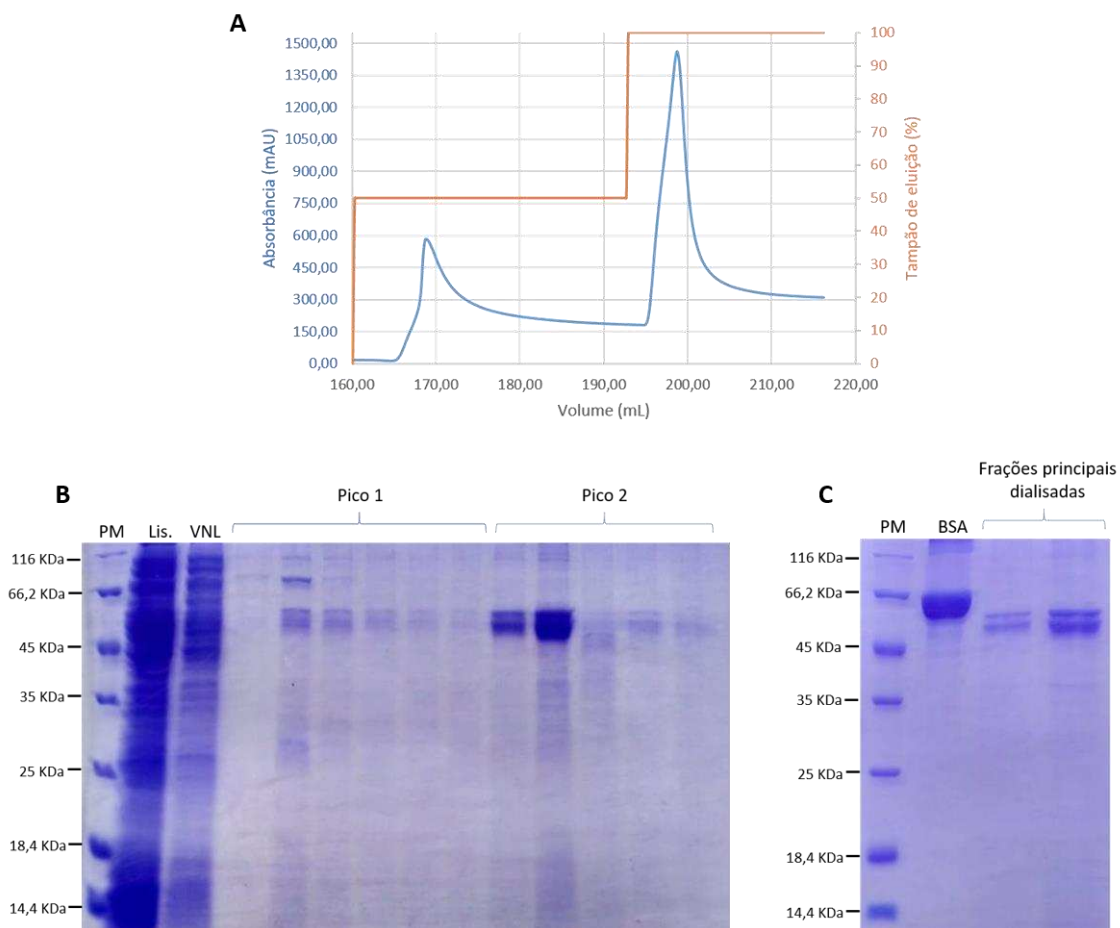 A
1500,00
1350,00
1200,00
1050,00
900,00
750,00
600,00
450,00
300,00
150,00
0,00
Absorbância (mAU)
100
90
80
70
60
50
40
30
20
10
0
Tampão de eluição (%)
160,00 170,00 180,00 190,00 200,00 210,00 220,00
Volume (mL)
B
Pico 1
Pico 2
PM Lis. VNL
116 KDa
66,2 KDa
45 KDa
35 KDa
25 KDa
18,4 KDa
14,4 KDa
C
Frações principais
dialisadas
PM BSA
116 KDa
66,2 KDa
45 KDa
35 KDa
25 KDa
18,4 KDa
14,4 KDa